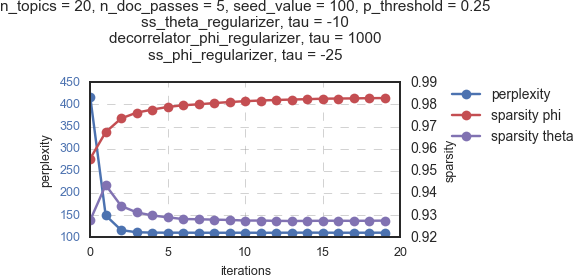 n_topics = 20, n_doc_passes = 5, seed_value = 100, p_threshold = 0.25
ss_theta_regularizer, tau = -10
decorrelator_phi_regularizer, tau = 1000
ss_phi_regularizer, tau = -25
450
400
350
300
250
200
150
100
perplexity
0
5
10
15
20
iterations
0.99
0.98
0.97
0.96
0.95
0.94
0.93
0.92
sparsity
perplexity
sparsity phi
sparsity theta